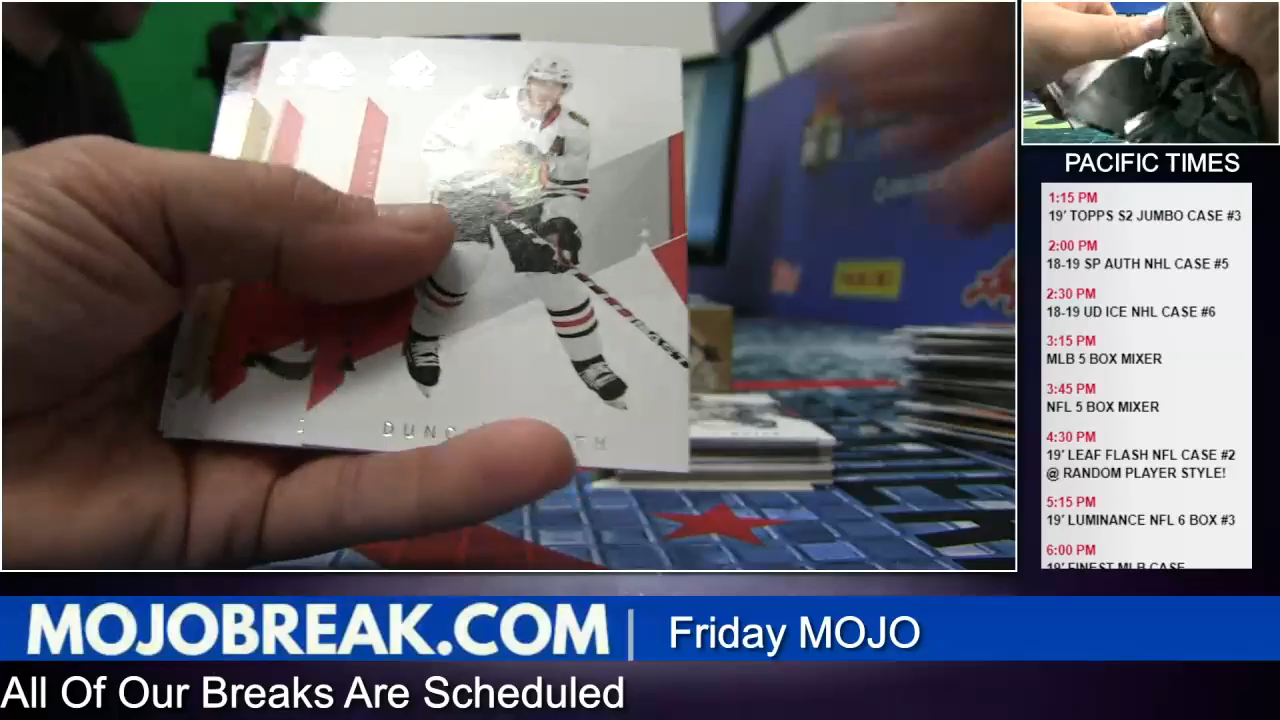 PACIFIC TIMES
1:15 PM
19' TOPPS S2 JUMBO CASE #3
2:00 PM
18-19 SP AUTH NHL CASE #5
2:30 PM
18-19 UD ICE NHL CASE #6
3:15 PM
MLB 5 BOX MIXER
3:45 PM
NFL 5 BOX MIXER
4:30 PM
19' LEAF FLASH NFL CASE #2
@ RANDOM PLAYER STYLE!
5:15 PM
19' LUMINANCE NFL 6 BOX #3
6:00 PM
19' FINEST MLB CASE
MOJOBREAK.COM
Friday MOJO
All Of Our Breaks Are Scheduled